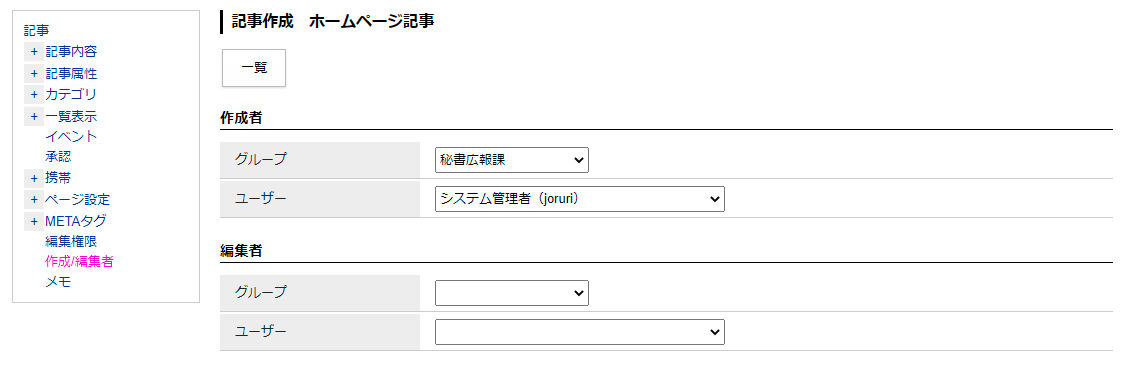 記事
+ 記事内容
+ 記事属性
+ カテゴリ
+ 一覧表示
イベント
承認
+ 携帯
+ ページ設定
+ METAタグ
編集権限
作成/編集者
メモ
記事作成　ホームページ記事
一覧
作成者
グループ 秘書広報課
ユーザー システム管理者（joruri）
編集者
グループ
ユーザー